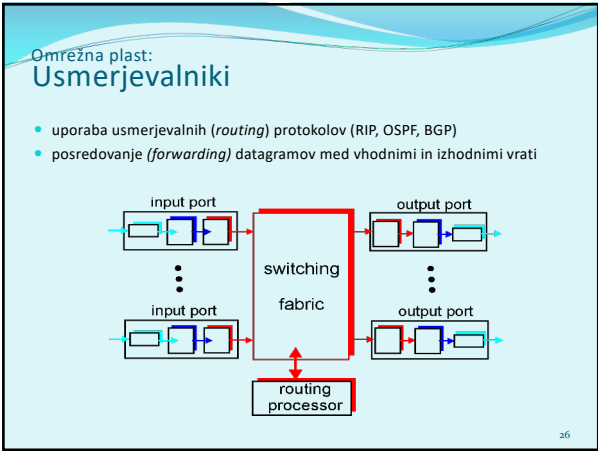 Omrežna plast:
Usmerjevalniki
uporaba usmerjevalnih (routing) protokolov (RIP, OSPF, BGP)
posredovanje (forwarding) datagramov med vhodnimi in izhodnimi vrati
input port
output port
switching
fabric
input port
output port
routing
processor
26